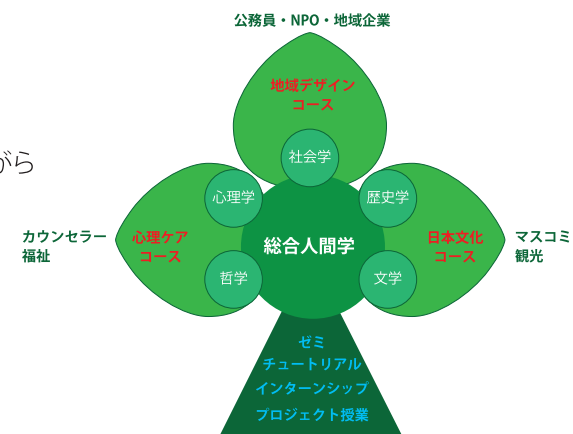 公務員・NPO・地域企業
地域デザイン
コース
社会学
がら
心理学
歴史学
カウンセラー
福祉
心理ケア
コース
総合人間学
日本文化
コース
マスコミ
観光
哲学
文学
ゼミ
チュートリアル
インターンシップ
プロジェクト授業